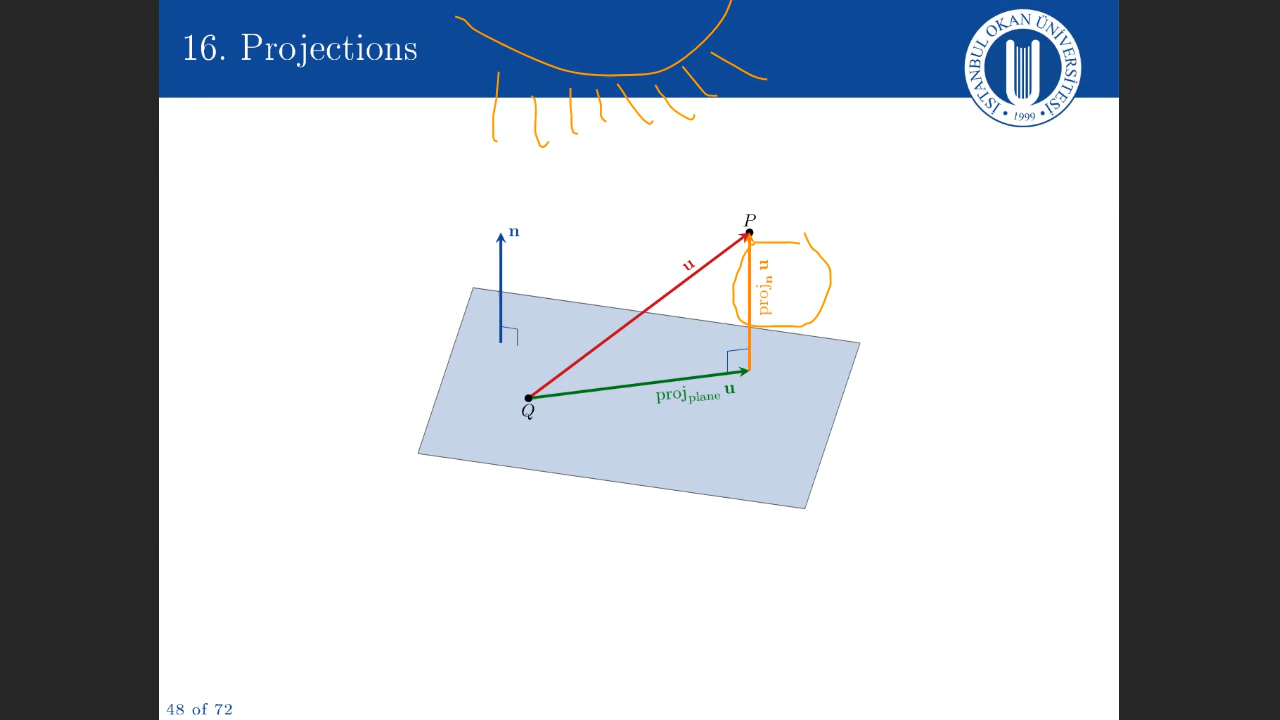 16. Projections
İSTANBUL OKAN ÜNİVERSİTESİ
• 1999 •
P
n
u
proj_n u
proj_plane u
Q
48 of 72